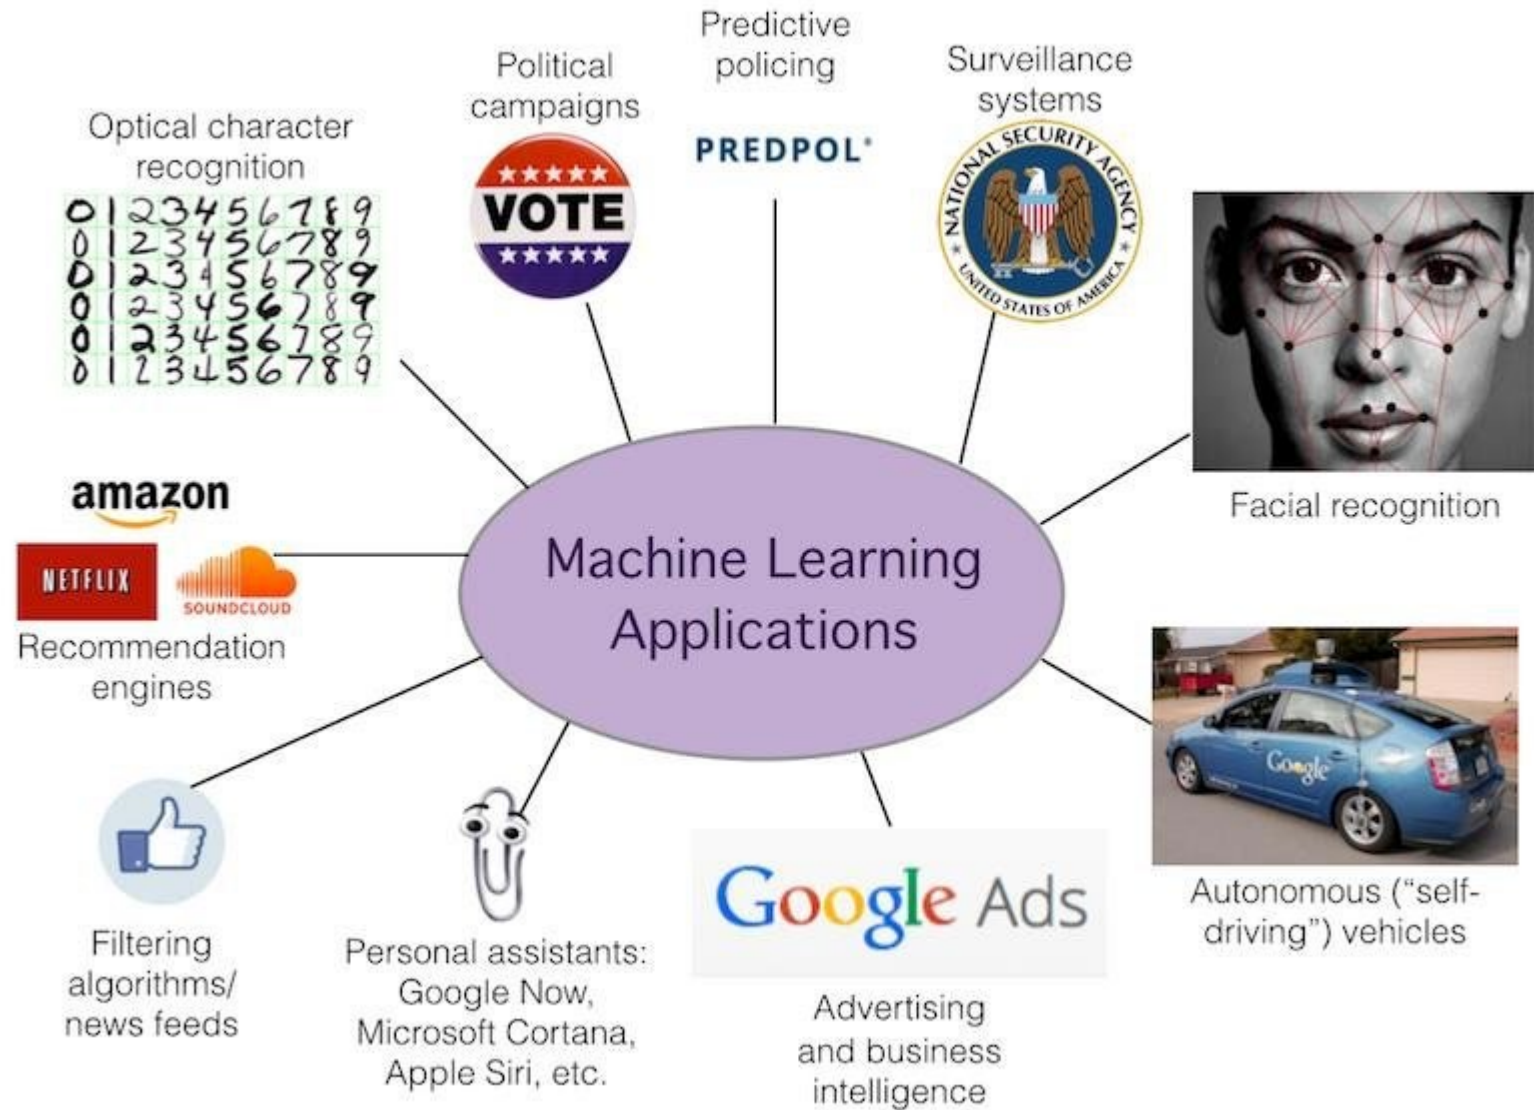 Predictive
policing
PREDPOL®
Political
campaigns
VOTE
Surveillance
systems
NATIONAL SECURITY AGENCY
UNITED STATES OF AMERICA
Optical character
recognition
0 1 2 3 4 5 6 7 8 9
0 1 2 3 4 5 6 7 8 9
0 1 2 3 4 5 6 7 8 9
0 1 2 3 4 5 6 7 8 9
0 1 2 3 4 5 6 7 8 9
0 1 2 3 4 5 6 7 8 9
Facial recognition
amazon
NETFLIX
SOUNDCLOUD
Recommendation
engines
Machine Learning
Applications
Google
Autonomous (“self-
driving”) vehicles
Filtering
algorithms/
news feeds
Personal assistants:
Google Now,
Microsoft Cortana,
Apple Siri, etc.
Google Ads
Advertising
and business
intelligence